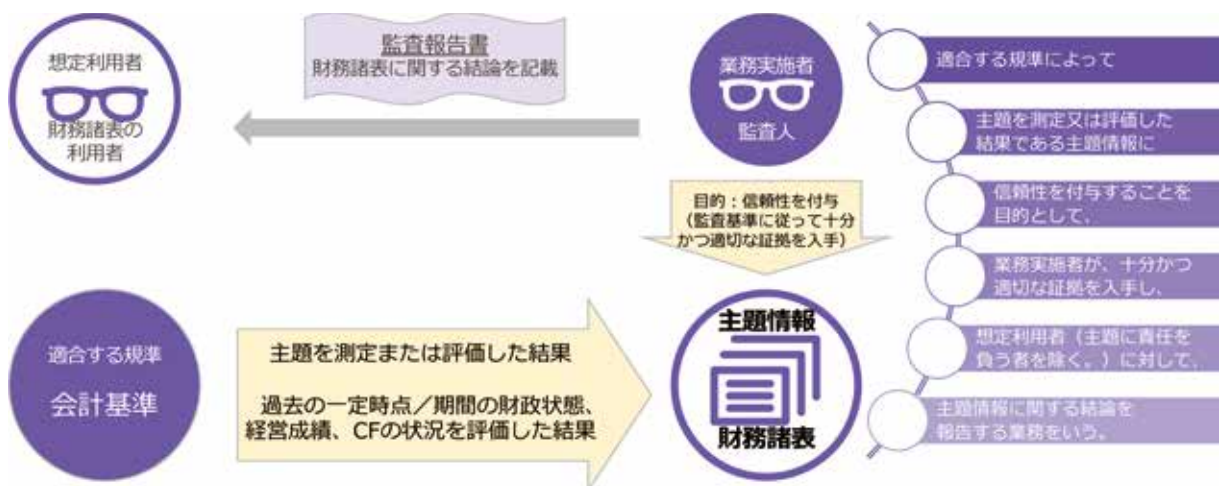 想定利用者
財務諸表の
利用者
監査報告書
財務諸表に関する結論を記載
業務実施者
監査人
目的：信頼性を付与
（監査基準に従って十分
かつ適切な証拠を入手）
適合する規準
会計基準
主題を測定または評価した結果
過去の一定時点／期間の財政状態、
経営成績、CFの状況を評価した結果
主題情報
財務諸表
適合する規準によって
主題を測定又は評価した
結果である主題情報に
信頼性を付与することを
目的として、
業務実施者が、十分かつ
適切な証拠を入手し、
想定利用者（主題に責任を
負う者を除く。）に対して、
主題情報に関する結論を
報告する業務をいう。